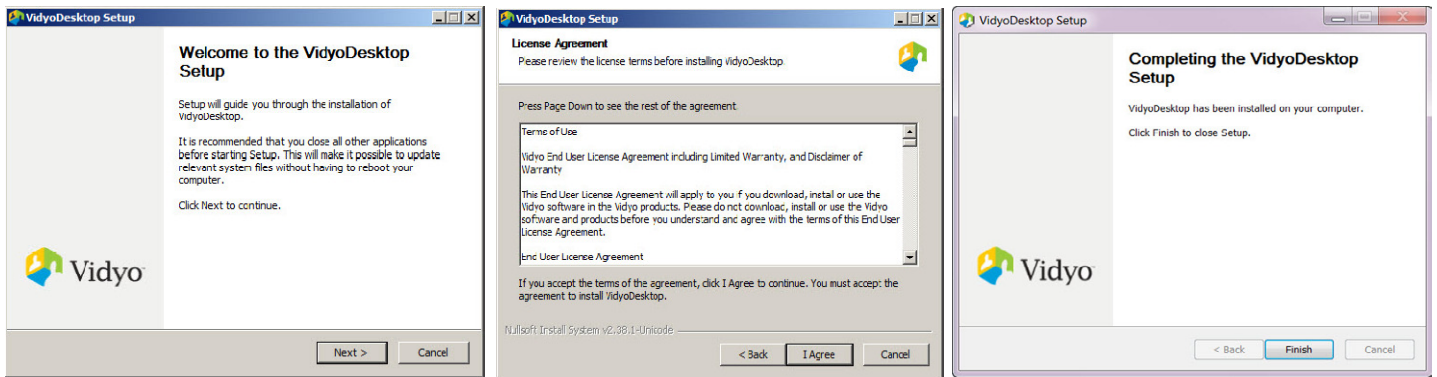 VidyoDesktop Setup
Welcome to the VidyoDesktop
Setup
Setup will guide you through the installation of
VidyoDesktop.
It is recommended that you close all other applications
before starting Setup. This will make it possible to update
relevant system files without having to reboot your
computer.
Click Next to continue.
Vidyo
Next >
Cancel
VidyoDesktop Setup
License Agreement
Please review the license terms before installing VidyoDesktop.
Press Page Down to see the rest of the agreement.
Terms of Use
Vidyo End User License Agreement including Limited Warranty, and Disclaimer of
Warranty
This End User License Agreement will apply to you if you download, install or use the
Vidyo software in the Vidyo products. Please do not download, install or use the Vidyo
software and products before you understand and agree with the terms of this End User
License Agreement.
End User License Agreement
If you accept the terms of the agreement, click I Agree to continue. You must accept the
agreement to install VidyoDesktop.
Nullsoft Install System v2.38.1-Unicode
< Back
I Agree
Cancel
VidyoDesktop Setup
Completing the VidyoDesktop
Setup
VidyoDesktop has been installed on your computer.
Click Finish to close Setup.
Vidyo
< Back
Finish
Cancel